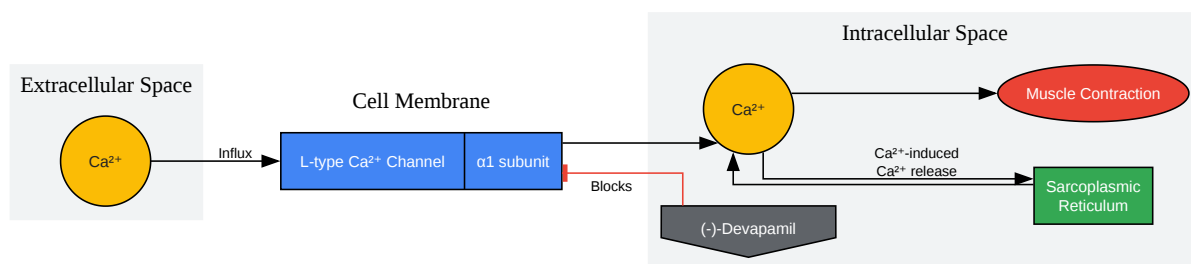 Extracellular Space
Ca²⁺
Influx
Cell Membrane
L-type Ca²⁺ Channel
α1 subunit
Blocks
Intracellular Space
Ca²⁺
Muscle Contraction
Ca²⁺-induced
Ca²⁺ release
Sarcoplasmic
Reticulum
(-)-Devapamil